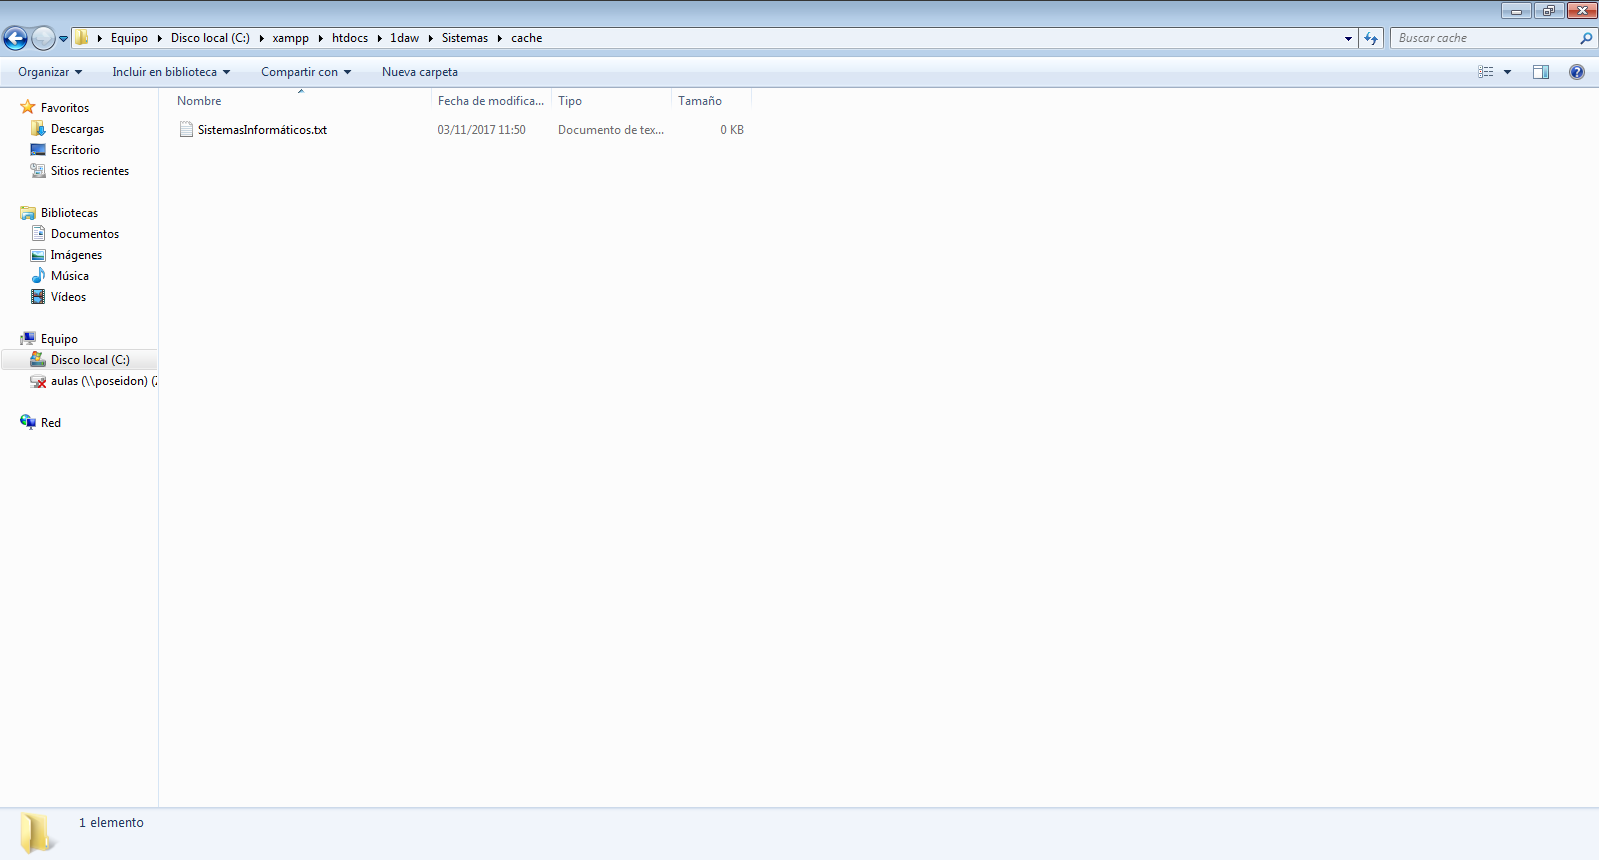 Equipo Disco local (C:) xampp htdocs 1daw Sistemas cache
Buscar cache
Organizar Incluir en biblioteca Compartir con Nueva carpeta
Nombre Fecha de modifica... Tipo Tamaño
SistemasInformáticos.txt 03/11/2017 11:50 Documento de tex... 0 KB
Favoritos
Descargas
Escritorio
Sitios recientes
Bibliotecas
Documentos
Imágenes
Música
Vídeos
Equipo
Disco local (C:)
aulas (\\poseidon) (
Red
1 elemento